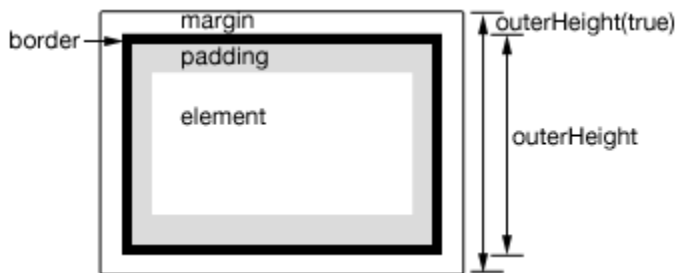 margin
outerHeight(true)
border
padding
element
outerHeight